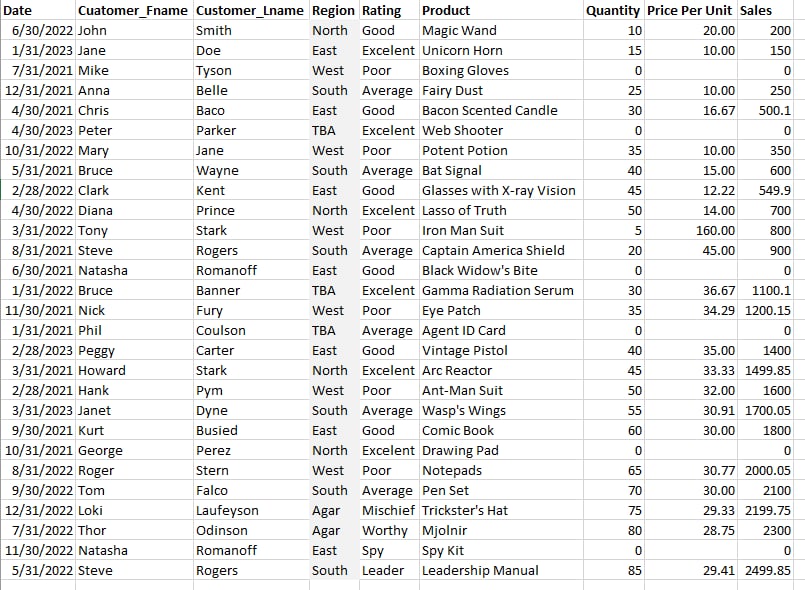 Date Cuatomer_Fname Customer_Lname Region Rating Product Quantity Price Per Unit Sales
6/30/2022 John Smith North Good Magic Wand 10 20.00 200
1/31/2023 Jane Doe East Excelent Unicorn Horn 15 10.00 150
7/31/2021 Mike Tyson West Poor Boxing Gloves 0 0
12/31/2021 Anna Belle South Average Fairy Dust 25 10.00 250
4/30/2021 Chris Baco East Good Bacon Scented Candle 30 16.67 500.1
4/30/2023 Peter Parker TBA Excelent Web Shooter 0 0
10/31/2022 Mary Jane West Poor Potent Potion 35 10.00 350
5/31/2021 Bruce Wayne South Average Bat Signal 40 15.00 600
2/28/2022 Clark Kent East Good Glasses with X-ray Vision 45 12.22 549.9
4/30/2022 Diana Prince North Excelent Lasso of Truth 50 14.00 700
3/31/2022 Tony Stark West Poor Iron Man Suit 5 160.00 800
8/31/2021 Steve Rogers South Average Captain America Shield 20 45.00 900
6/30/2021 Natasha Romanoff East Good Black Widow's Bite 0 0
1/31/2022 Bruce Banner TBA Excelent Gamma Radiation Serum 30 36.67 1100.1
11/30/2021 Nick Fury West Poor Eye Patch 35 34.29 1200.15
1/31/2021 Phil Coulson TBA Average Agent ID Card 0 0
2/28/2023 Peggy Carter East Good Vintage Pistol 40 35.00 1400
3/31/2021 Howard Stark North Excelent Arc Reactor 45 33.33 1499.85
2/28/2021 Hank Pym West Poor Ant-Man Suit 50 32.00 1600
3/31/2023 Janet Dyne South Average Wasp's Wings 55 30.91 1700.05
9/30/2021 Kurt Busied East Good Comic Book 60 30.00 1800
10/31/2021 George Perez North Excelent Drawing Pad 0 0
8/31/2022 Roger Stern West Poor Notepads 65 30.77 2000.05
9/30/2022 Tom Falco South Average Pen Set 70 30.00 2100
12/31/2022 Loki Laufeyson Agar Mischief Trickster's Hat 75 29.33 2199.75
7/31/2022 Thor Odinson Agar Worthy Mjolnir 80 28.75 2300
11/30/2022 Natasha Romanoff East Spy Spy Kit 0 0
5/31/2022 Steve Rogers South Leader Leadership Manual 85 29.41 2499.85